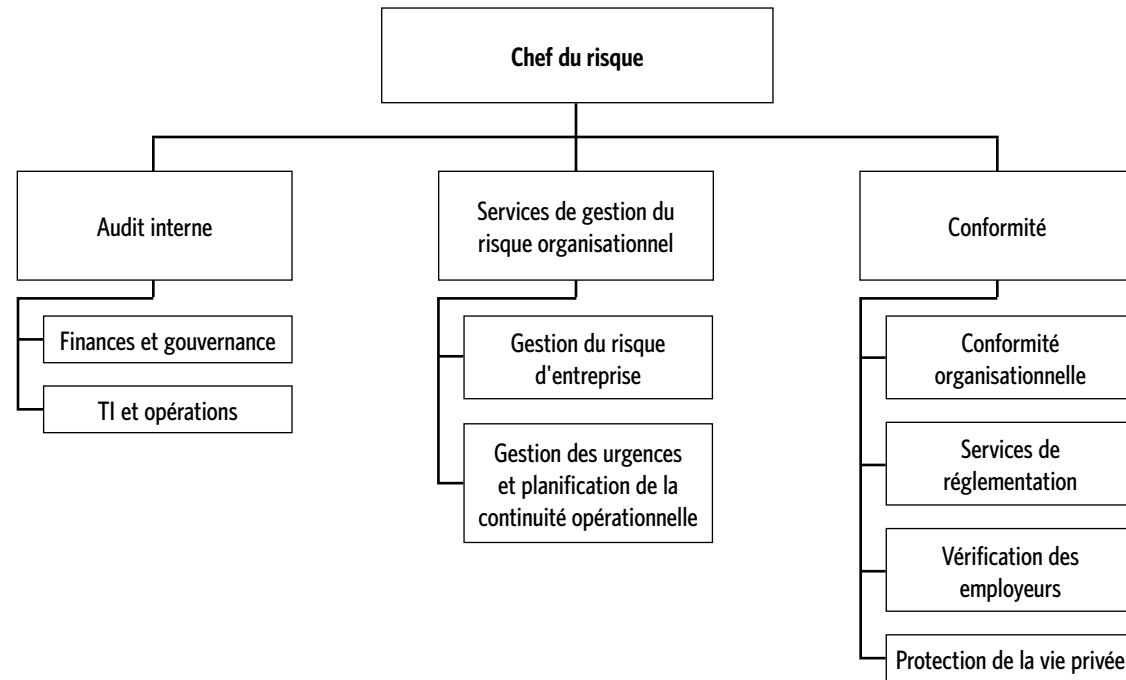 Chef du risque
Audit interne
Finances et gouvernance
TI et opérations
Services de gestion du
risque organisationnel
Gestion du risque
d'entreprise
Gestion des urgences
et planification de la
continuité opérationnelle
Conformité
Conformité
organisationnelle
Services de
réglementation
Vérification des
employeurs
Protection de la vie privée